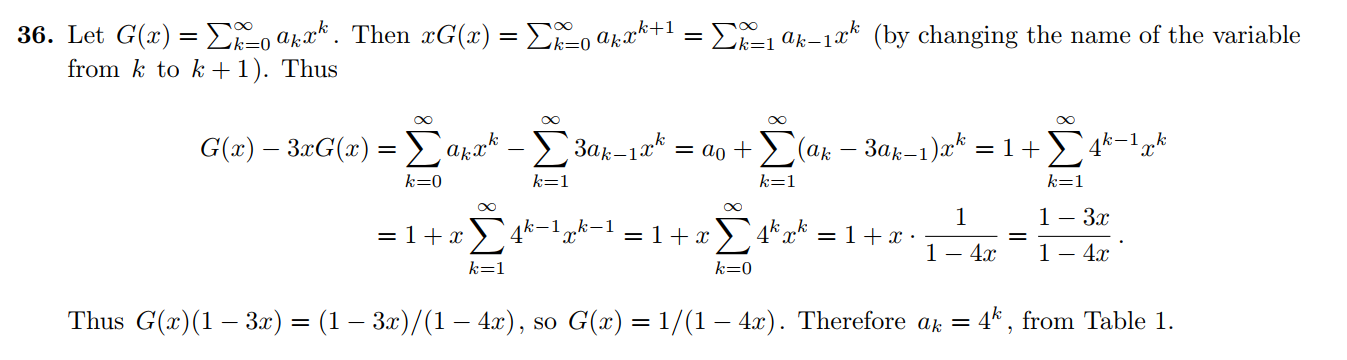 36. Let G(x) = ∑_{k=0}^{∞} a_k x^k. Then xG(x) = ∑_{k=0}^{∞} a_k x^{k+1} = ∑_{k=1}^{∞} a_{k−1} x^k (by changing the name of the variable
from k to k + 1). Thus
G(x) − 3xG(x) = ∑_{k=0}^{∞} a_k x^k − ∑_{k=1}^{∞} 3a_{k−1} x^k = a_0 + ∑_{k=1}^{∞} (a_k − 3a_{k−1})x^k = 1 + ∑_{k=1}^{∞} 4^{k−1} x^k
= 1 + x ∑_{k=1}^{∞} 4^{k−1} x^{k−1} = 1 + x ∑_{k=0}^{∞} 4^k x^k = 1 + x · \frac{1}{1 − 4x} = \frac{1 − 3x}{1 − 4x}.
Thus G(x)(1 − 3x) = (1 − 3x)/(1 − 4x), so G(x) = 1/(1 − 4x). Therefore a_k = 4^k, from Table 1.